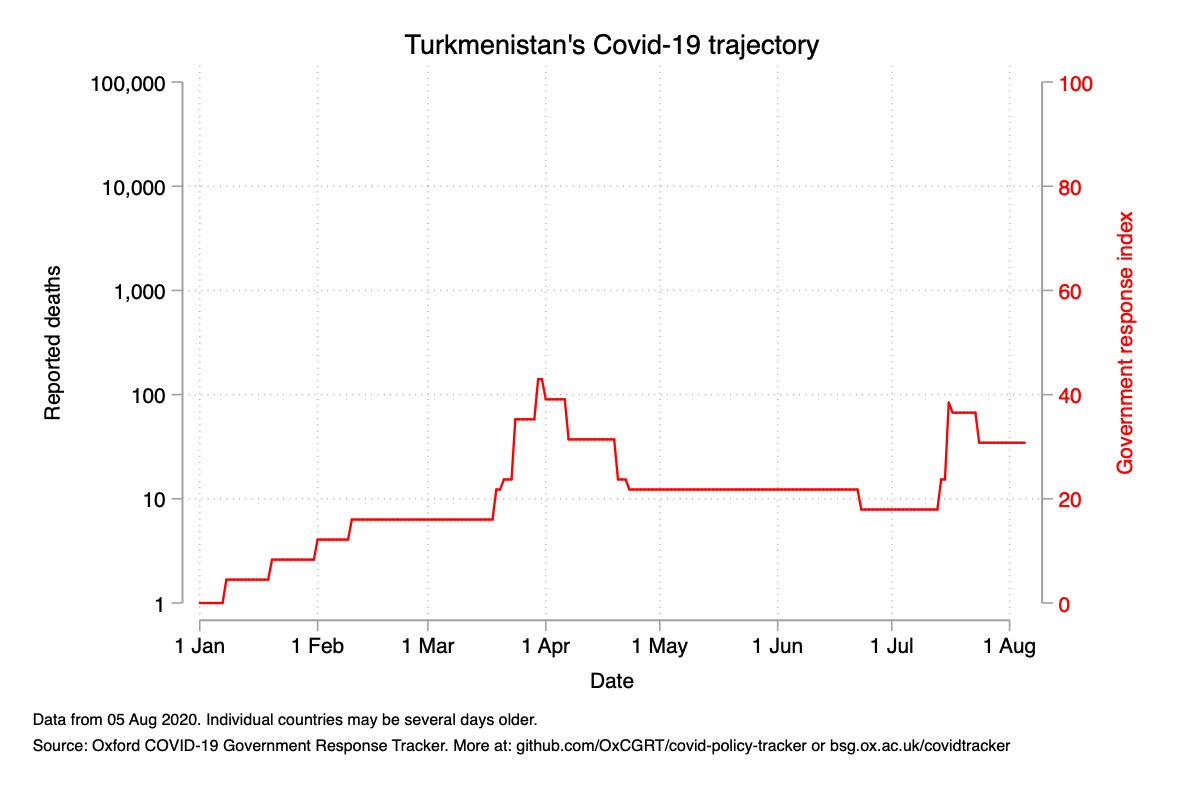 Turkmenistan's Covid-19 trajectory
100,000
10,000
1,000
100
10
1
Reported deaths
100
80
60
40
20
0
Government response index
1 Jan 1 Feb 1 Mar 1 Apr 1 May 1 Jun 1 Jul 1 Aug
Date
Data from 05 Aug 2020. Individual countries may be several days older.
Source: Oxford COVID-19 Government Response Tracker. More at: github.com/OxCGRT/covid-policy-tracker or bsg.ox.ac.uk/covidtracker